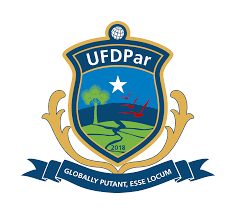 UFDPar
2018
GLOBALLY PUTANT, ESSE LOCUM